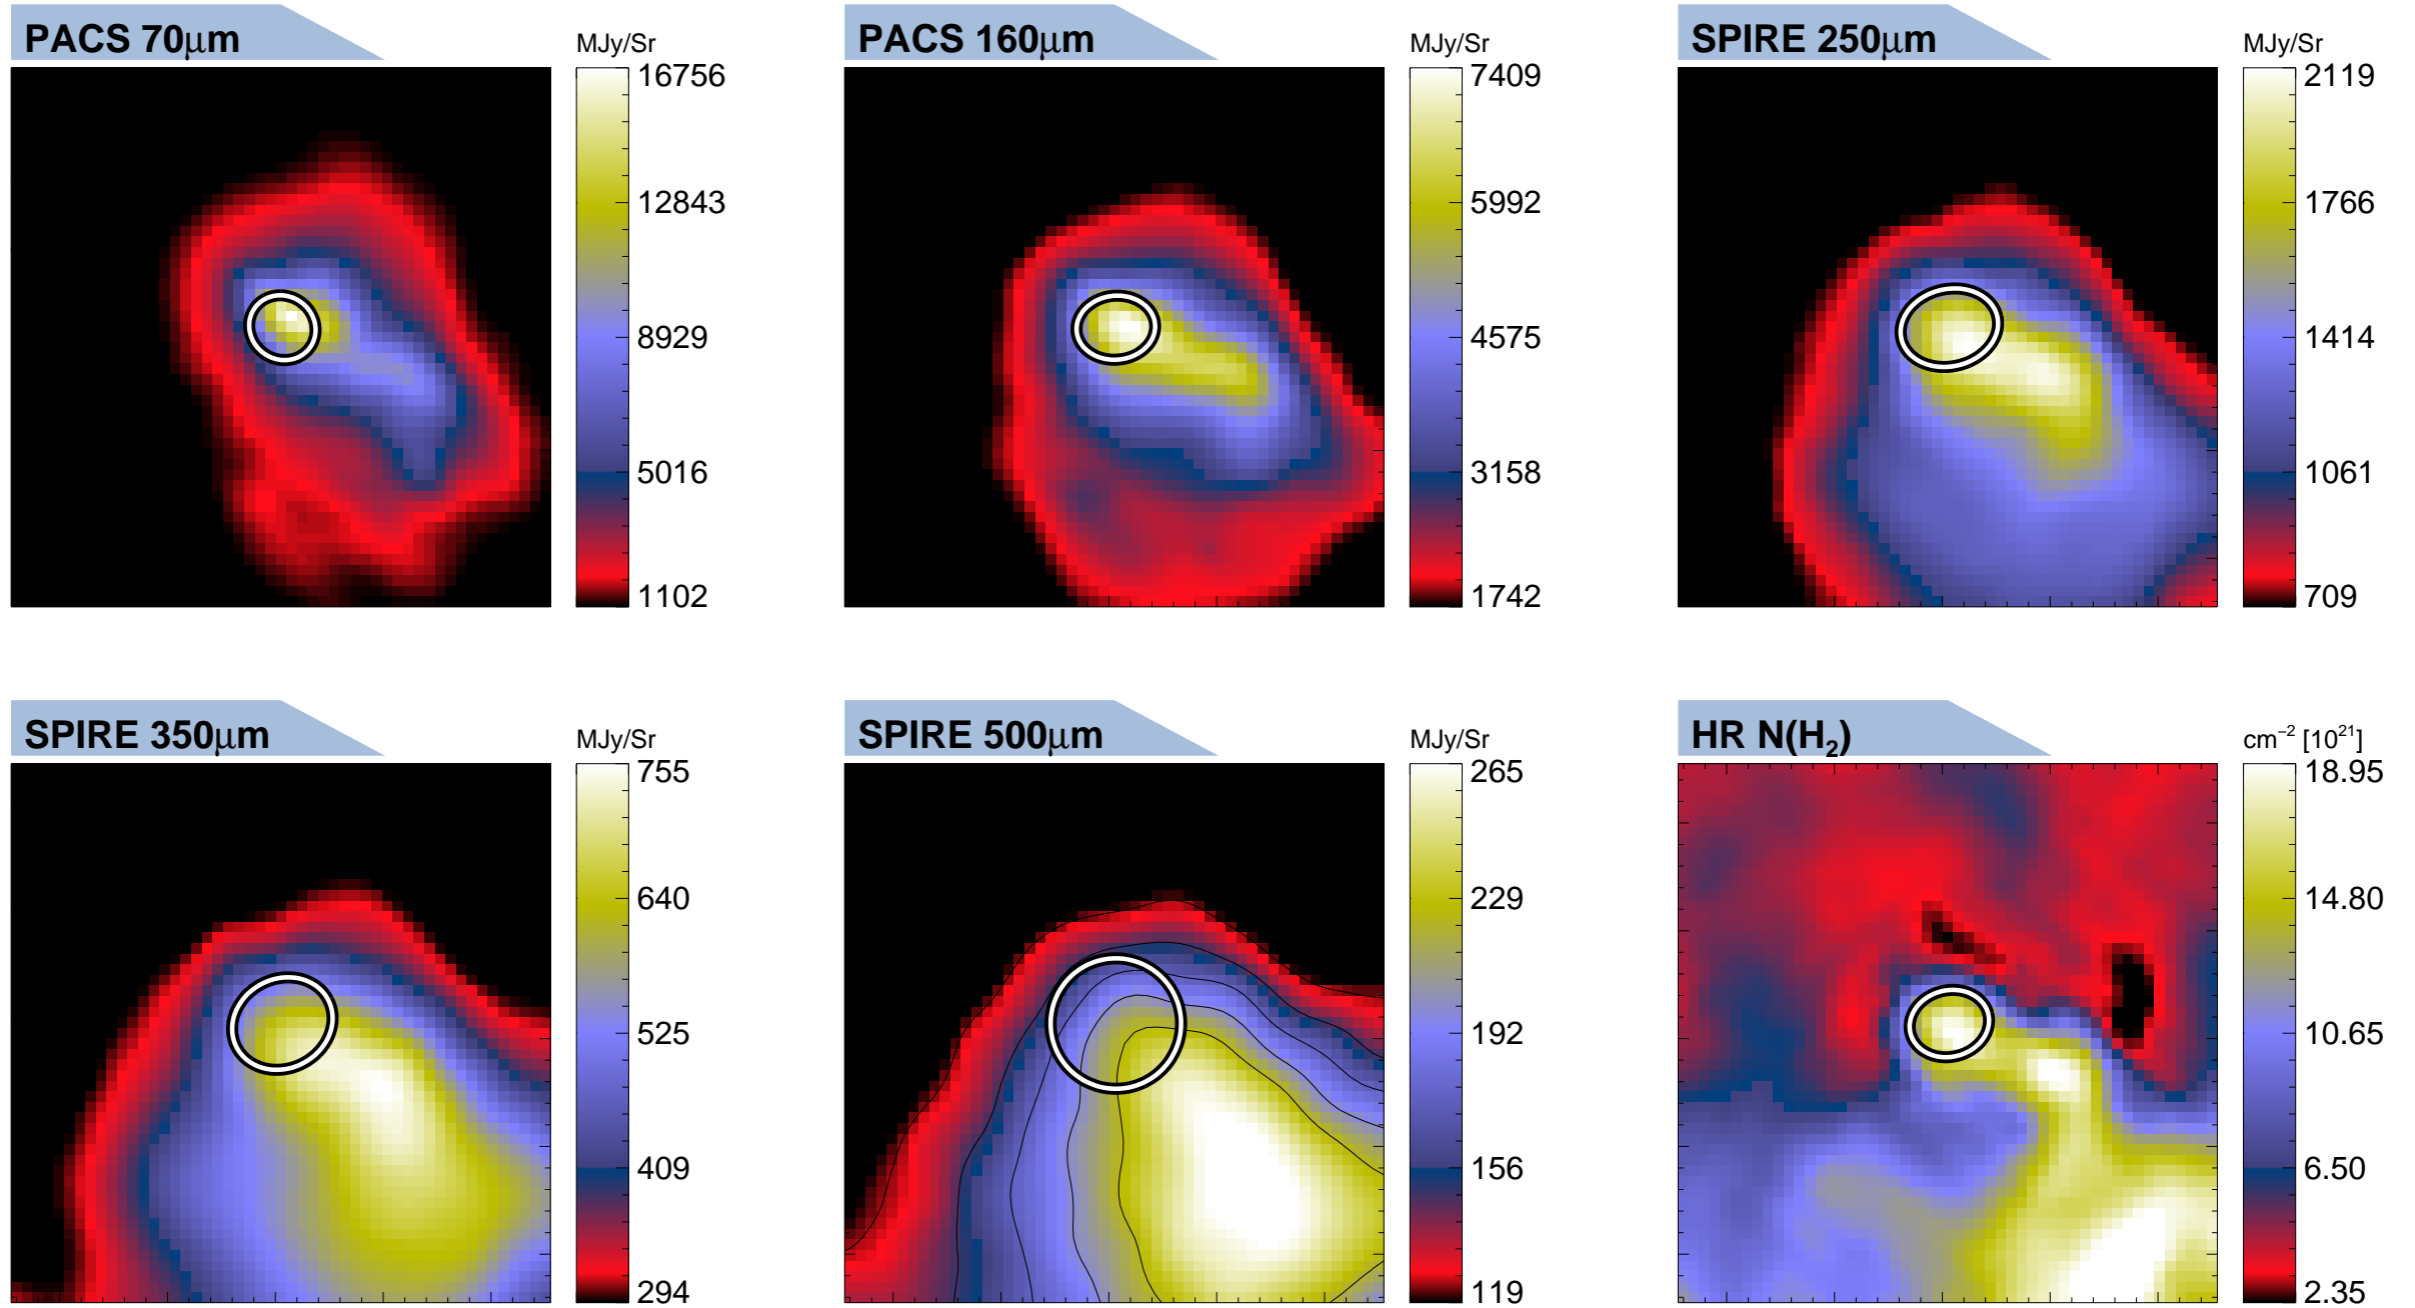 PACS 70μm
MJy/Sr
16756
12843
8929
5016
1102
PACS 160μm
MJy/Sr
7409
5992
4575
3158
1742
SPIRE 250μm
MJy/Sr
2119
1766
1414
1061
709
SPIRE 350μm
MJy/Sr
755
640
525
409
294
SPIRE 500μm
MJy/Sr
265
229
192
156
119
HR N(H₂)
cm⁻² [10²¹]
18.95
14.80
10.65
6.50
2.35